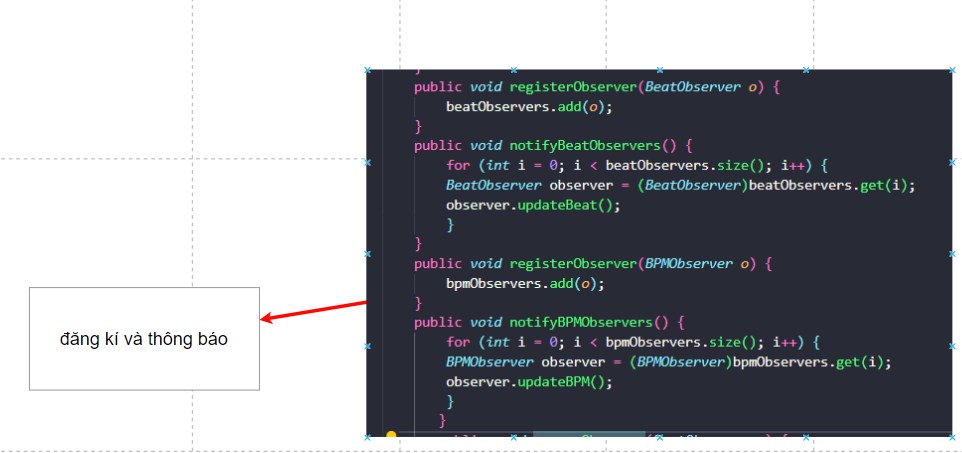 }
public void registerObserver(BeatObserver o) {
beatObservers.add(o);
}
public void notifyBeatObservers() {
for (int i = 0; i < beatObservers.size(); i++) {
BeatObserver observer = (BeatObserver)beatObservers.get(i);
observer.updateBeat();
}
}
public void registerObserver(BPMObserver o) {
bpmObservers.add(o);
}
public void notifyBPMObservers() {
for (int i = 0; i < bpmObservers.size(); i++) {
BPMObserver observer = (BPMObserver)bpmObservers.get(i);
observer.updateBPM();
}
}
đăng kí và thông báo